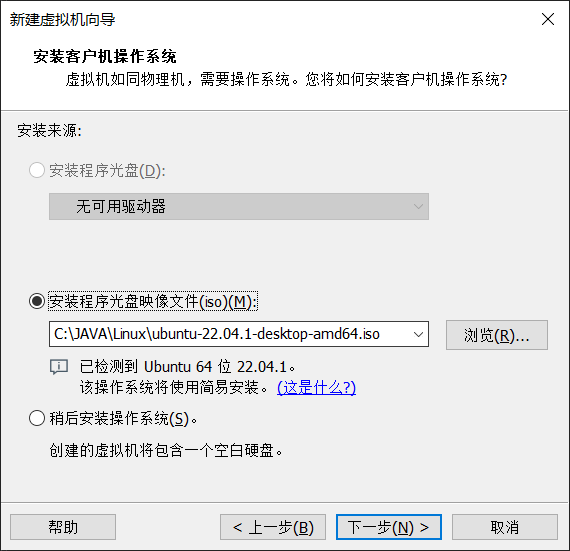 新建虚拟机向导
安装客户机操作系统
虚拟机如同物理机，需要操作系统。您将如何安装客户机操作系统?
安装来源:
安装程序光盘(D):
无可用驱动器
安装程序光盘映像文件(iso)(M):
C:\JAVA\Linux\ubuntu-22.04.1-desktop-amd64.iso
浏览(R)...
已检测到 Ubuntu 64 位 22.04.1。
该操作系统将使用简易安装。(这是什么?)
稍后安装操作系统(S)。
创建的虚拟机将包含一个空白硬盘。
帮助
< 上一步(B)
下一步(N) >
取消